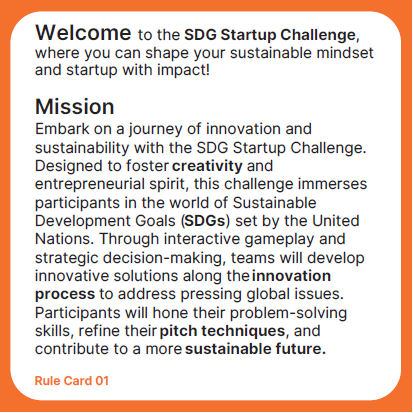 Welcome to the SDG Startup Challenge,
where you can shape your sustainable mindset
and startup with impact!
Mission
Embark on a journey of innovation and
sustainability with the SDG Startup Challenge.
Designed to foster creativity and
entrepreneurial spirit, this challenge immerses
participants in the world of Sustainable
Development Goals (SDGs) set by the United
Nations. Through interactive gameplay and
strategic decision-making, teams will develop
innovative solutions along the innovation
process to address pressing global issues.
Participants will hone their problem-solving
skills, refine their pitch techniques, and
contribute to a more sustainable future.
Rule Card 01